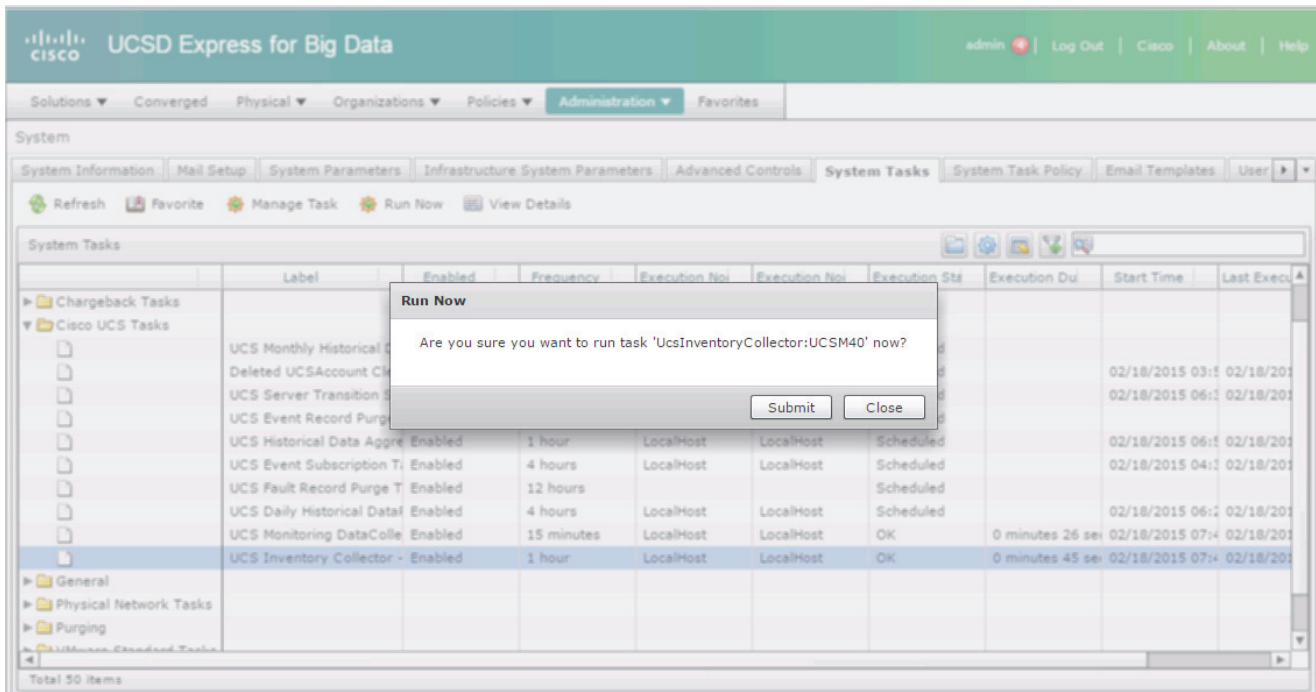 CISCO UCSD Express for Big Data
admin | Log Out | Cisco | About | Help
Solutions Converged Physical Organizations Policies Administration Favorites
System
System Information Mail Setup System Parameters Infrastructure System Parameters Advanced Controls System Tasks System Task Policy Email Templates User
Refresh Favorite Manage Task Run Now View Details
System Tasks
Label Enabled Frequency Execution Noi Execution Noi Execution Sta Execution Du Start Time Last Execu
Chargeback Tasks
Cisco UCS Tasks
Run Now
Are you sure you want to run task 'UcsInventoryCollector:UCSM40' now?
Submit Close
UCS Monthly Historical
Deleted UCSAccount Cle 02/18/2015 03:5 02/18/201
UCS Server Transition S 02/18/2015 06:3 02/18/201
UCS Event Record Purge
UCS Historical Data Aggre Enabled 1 hour LocalHost LocalHost Scheduled 02/18/2015 06:5 02/18/201
UCS Event Subscription Enabled 4 hours LocalHost LocalHost Scheduled 02/18/2015 04:3 02/18/201
UCS Fault Record Purge T Enabled 12 hours Scheduled
UCS Daily Historical Enabled 4 hours LocalHost LocalHost Scheduled 02/18/2015 06:2 02/18/201
UCS Monitoring DataColle Enabled 15 minutes LocalHost LocalHost OK 0 minutes 26 sec 02/18/2015 07:4 02/18/201
UCS Inventory Collector - Enabled 1 hour LocalHost LocalHost OK 0 minutes 45 sec 02/18/2015 07:4 02/18/201
General
Physical Network Tasks
Purging
VMware Standard Tasks
Total 50 items